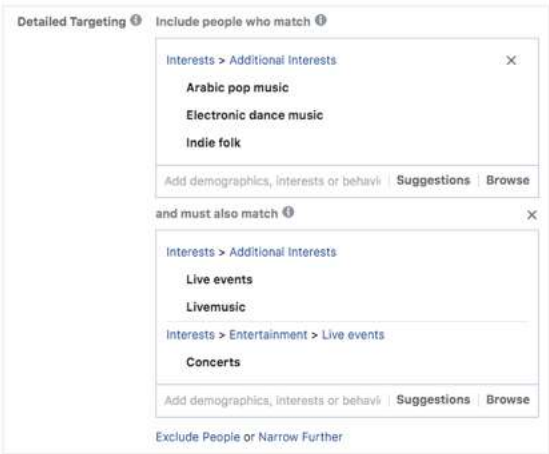 Detailed Targeting Include people who match
Interests > Additional Interests
Arabic pop music
Electronic dance music
Indie folk
Add demographics, interests or behavi Suggestions Browse
and must also match
Interests > Additional Interests
Live events
Livemusic
Interests > Entertainment > Live events
Concerts
Add demographics, interests or behavi Suggestions Browse
Exclude People or Narrow Further